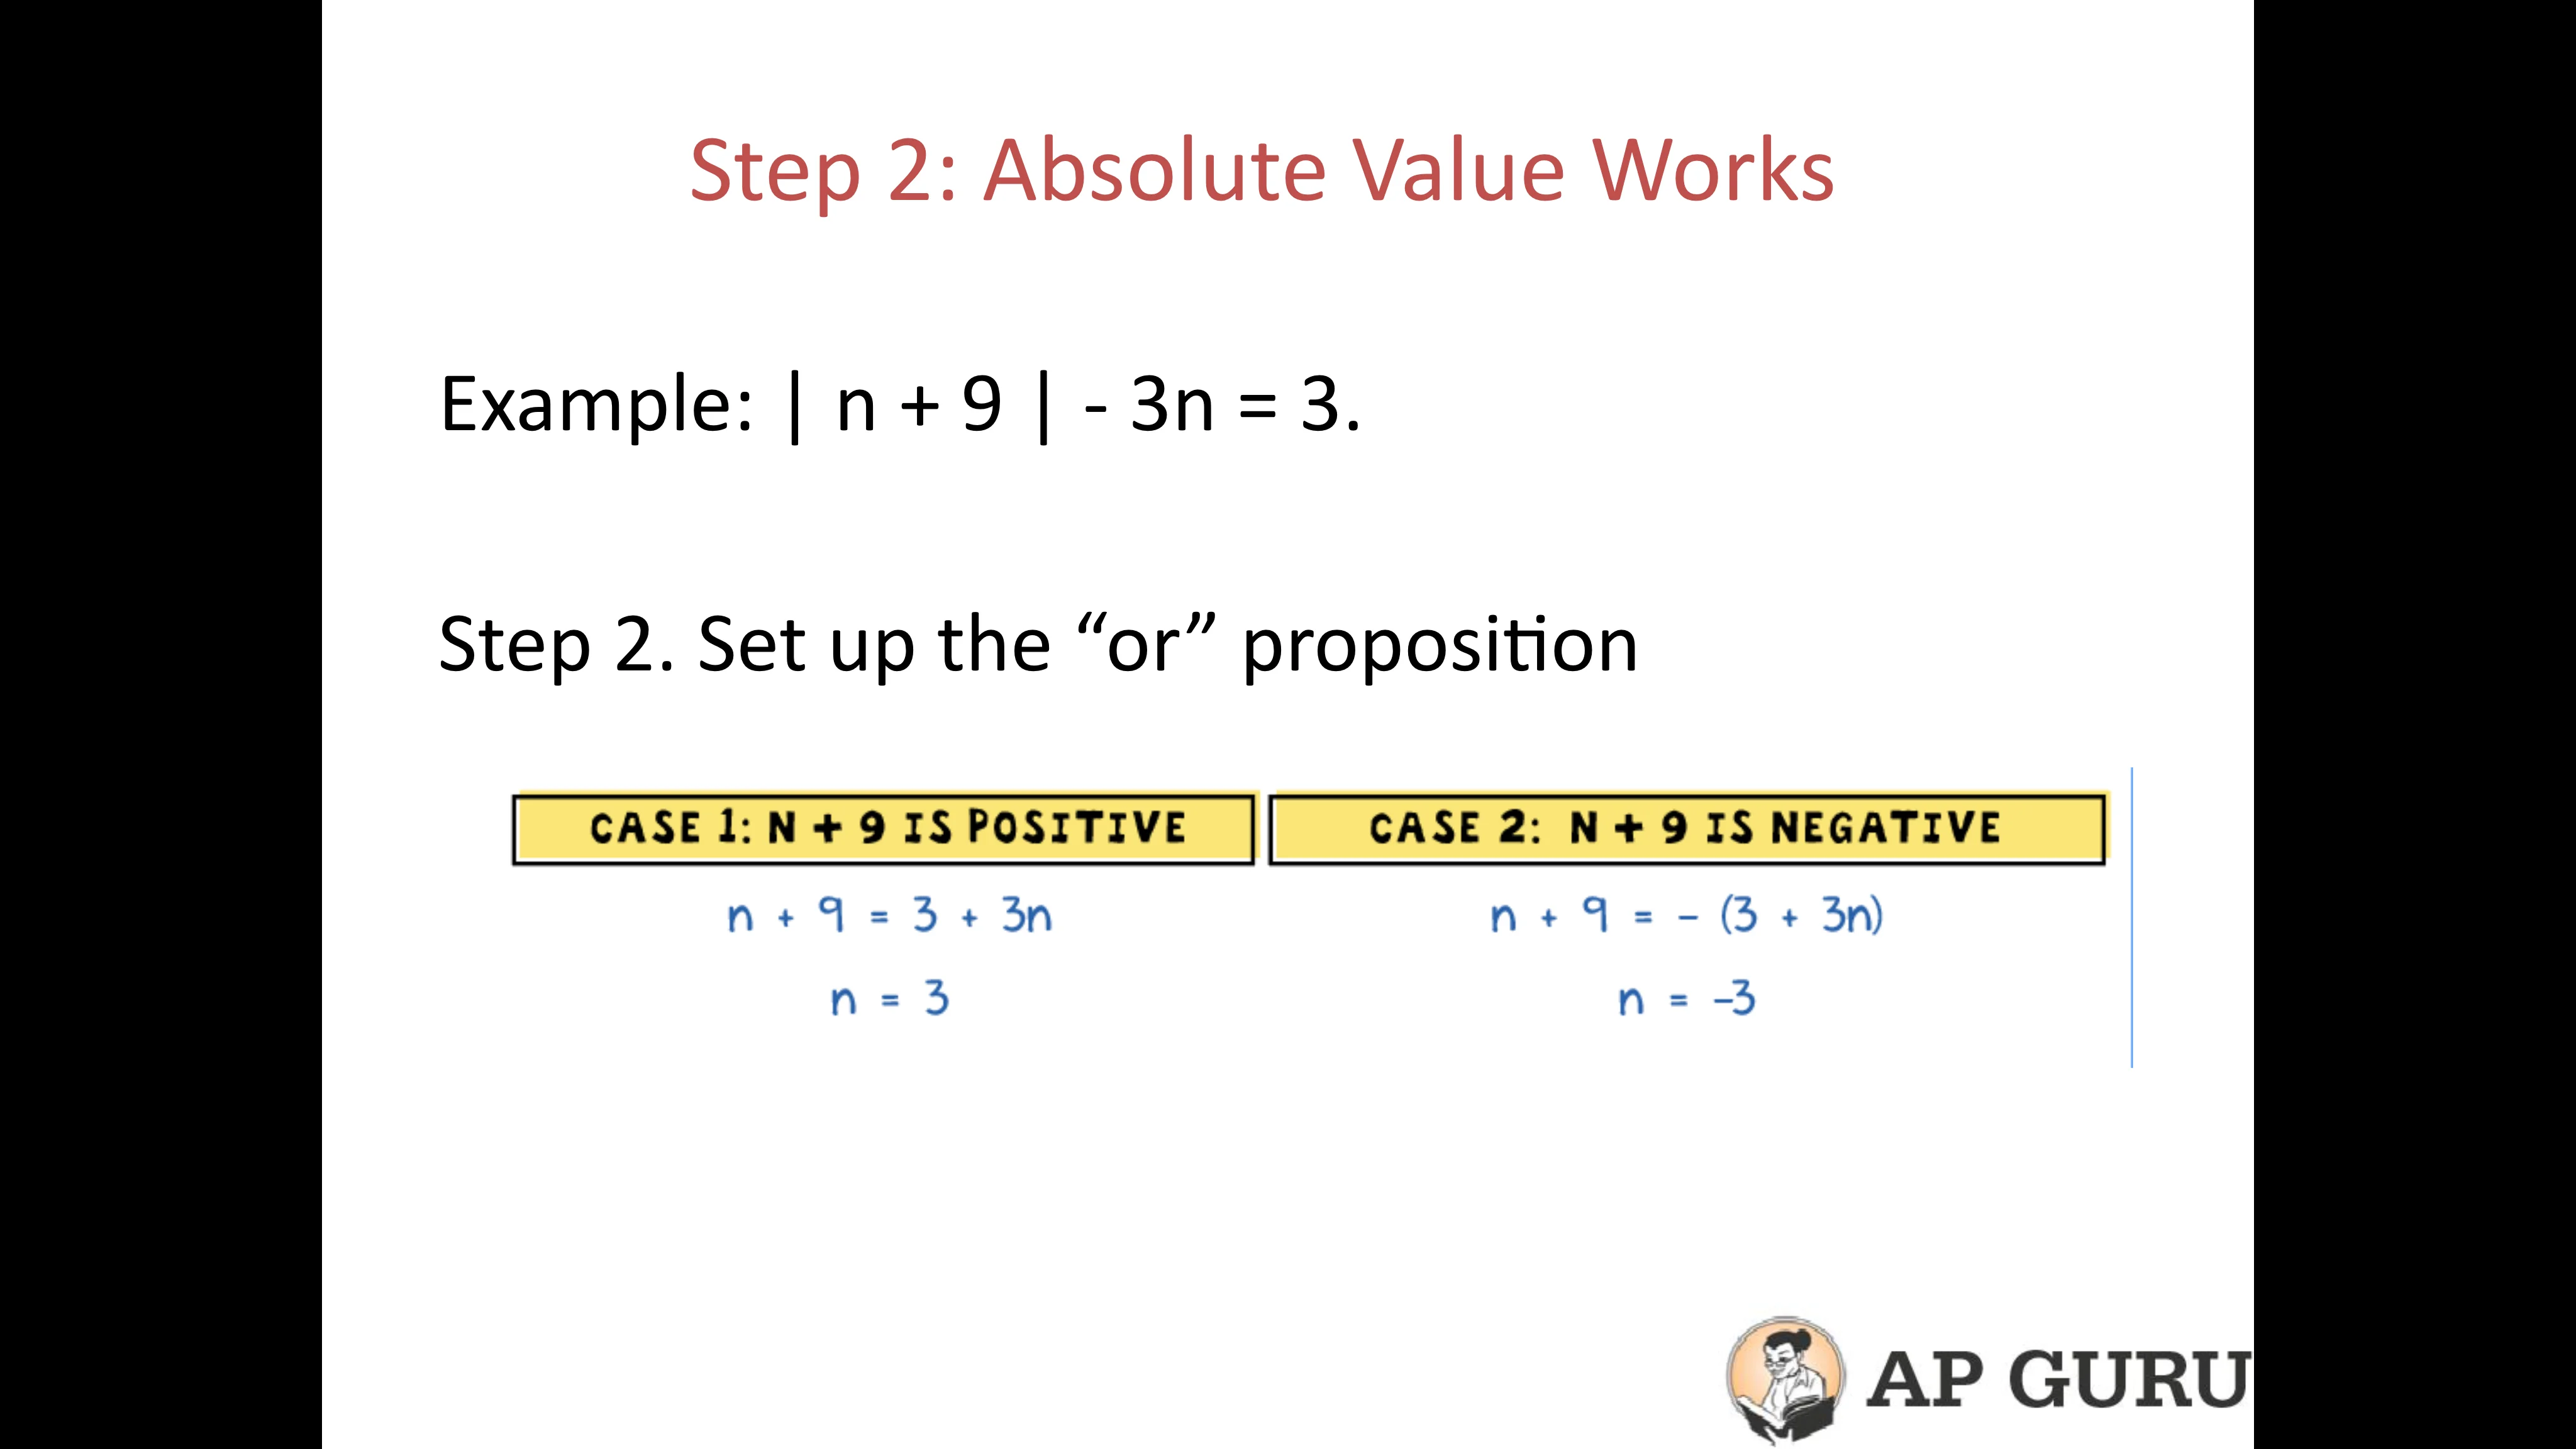 Step 2: Absolute Value Works
Example: | n + 9 | - 3n = 3.
Step 2. Set up the “or” proposition
CASE 1: N + 9 IS POSITIVE
n + 9 = 3 + 3n
n = 3
CASE 2: N + 9 IS NEGATIVE
n + 9 = - (3 + 3n)
n = -3
AP GURU